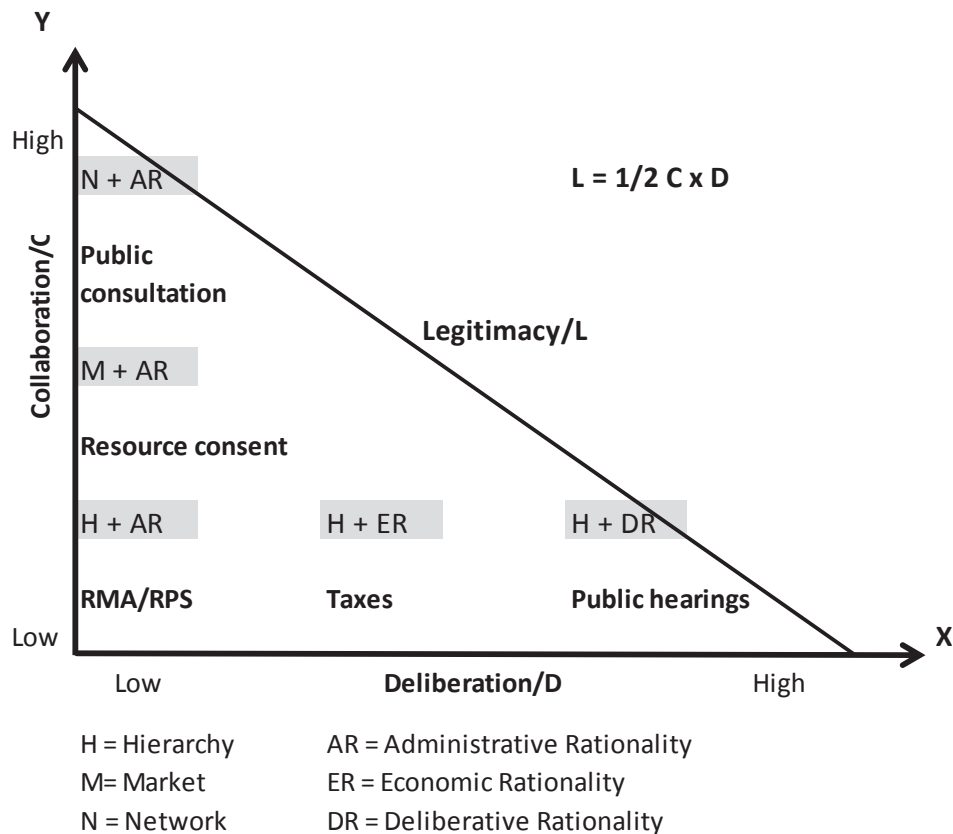 Y
High
N + AR
L = 1/2 C x D
Public
consultation
Collaboration/C
Legitimacy/L
M + AR
Resource consent
H + AR
H + ER
H + DR
RMA/RPS
Taxes
Public hearings
Low
X
Low
Deliberation/D
High
H = Hierarchy
AR = Administrative Rationality
M= Market
ER = Economic Rationality
N = Network
DR = Deliberative Rationality